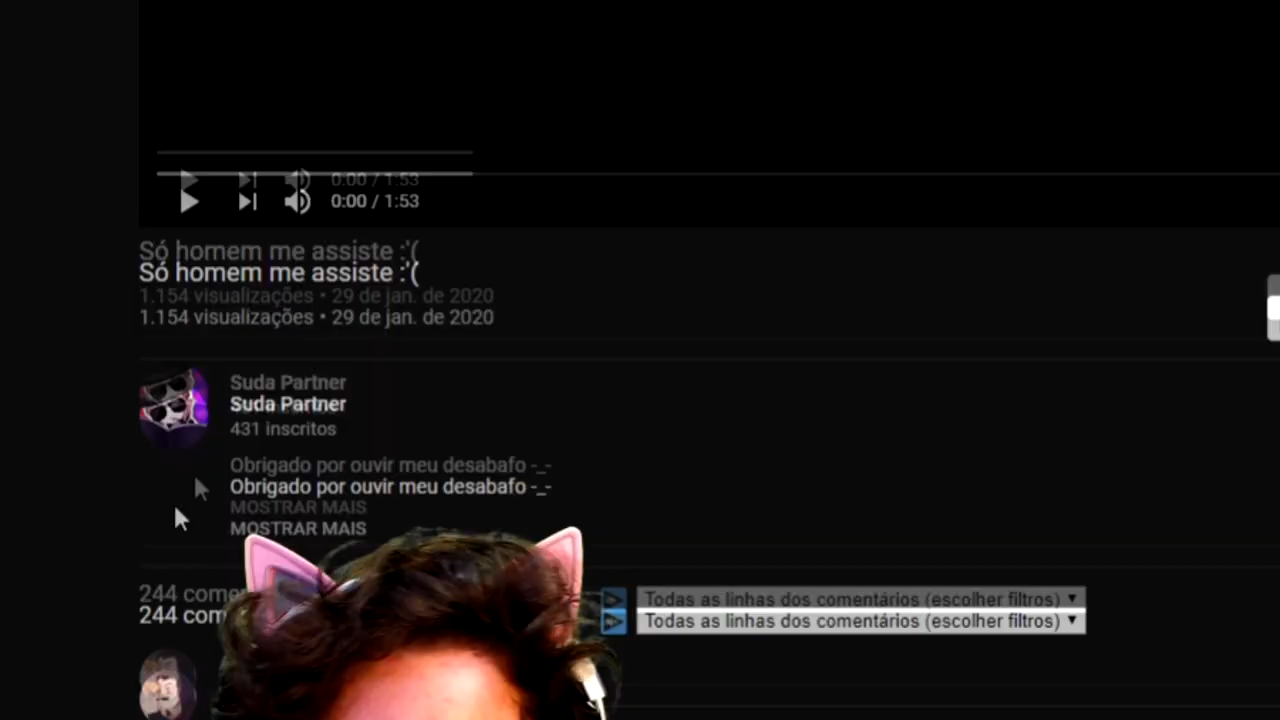 0:00 / 1:53
0:00 / 1:53
Só homem me assiste :'(
Só homem me assiste :'(
1.154 visualizações • 29 de jan. de 2020
1.154 visualizações • 29 de jan. de 2020
Suda Partner
Suda Partner
431 inscritos
Obrigado por ouvir meu desabafo -_-
Obrigado por ouvir meu desabafo -_-
MOSTRAR MAIS
MOSTRAR MAIS
244
244
Todas as linhas dos comentários (escolher filtros)
Todas as linhas dos comentários (escolher filtros)